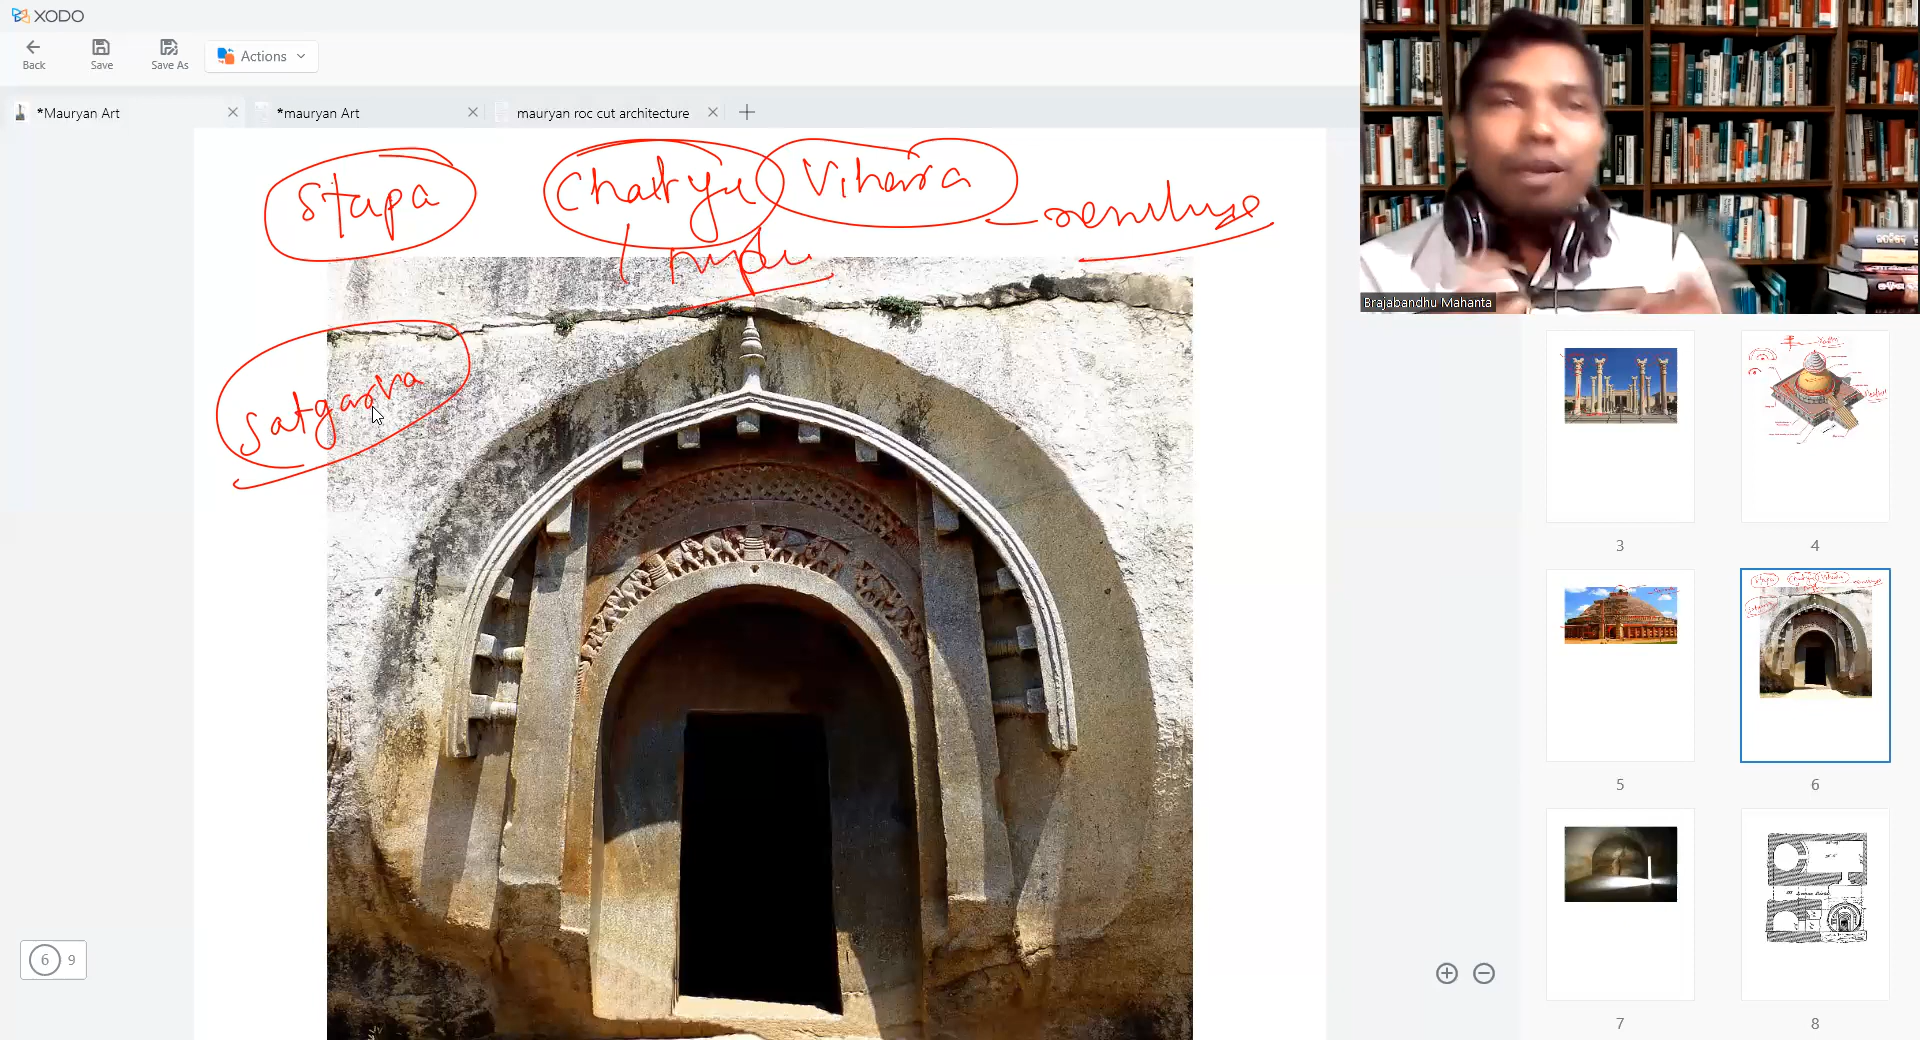 XODO
Back Save Save As Actions
*Mauryan Art *mauryan Art mauryan roc cut architecture
Stupa Chaitya Vihara
Satgarva
Brajabandhu Mahanta
3 4
5 6
7 8
6 9